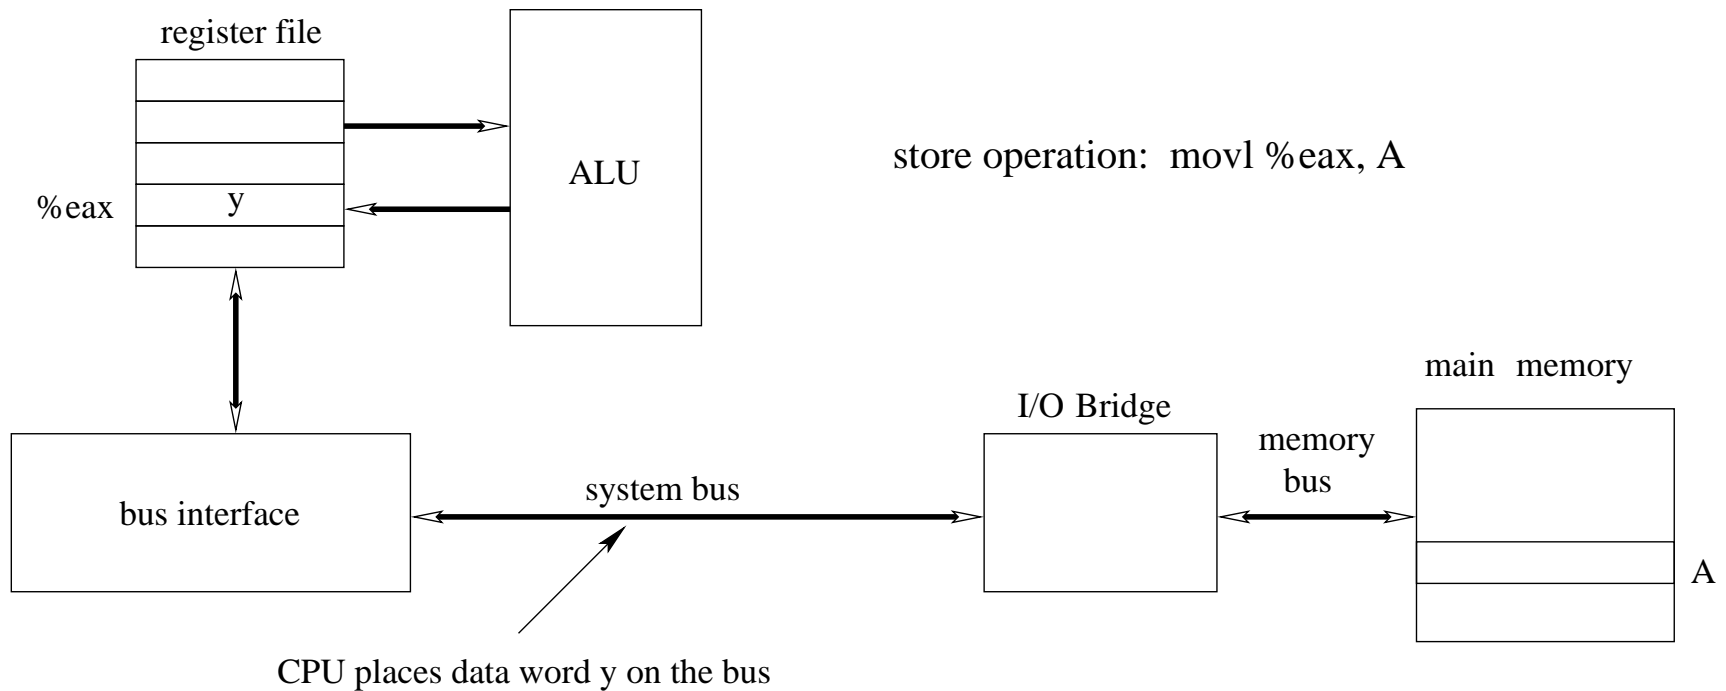 register file
ALU
store operation: movl %eax, A
%eax
y
main memory
I/O Bridge
memory
bus
system bus
bus interface
A
CPU places data word y on the bus